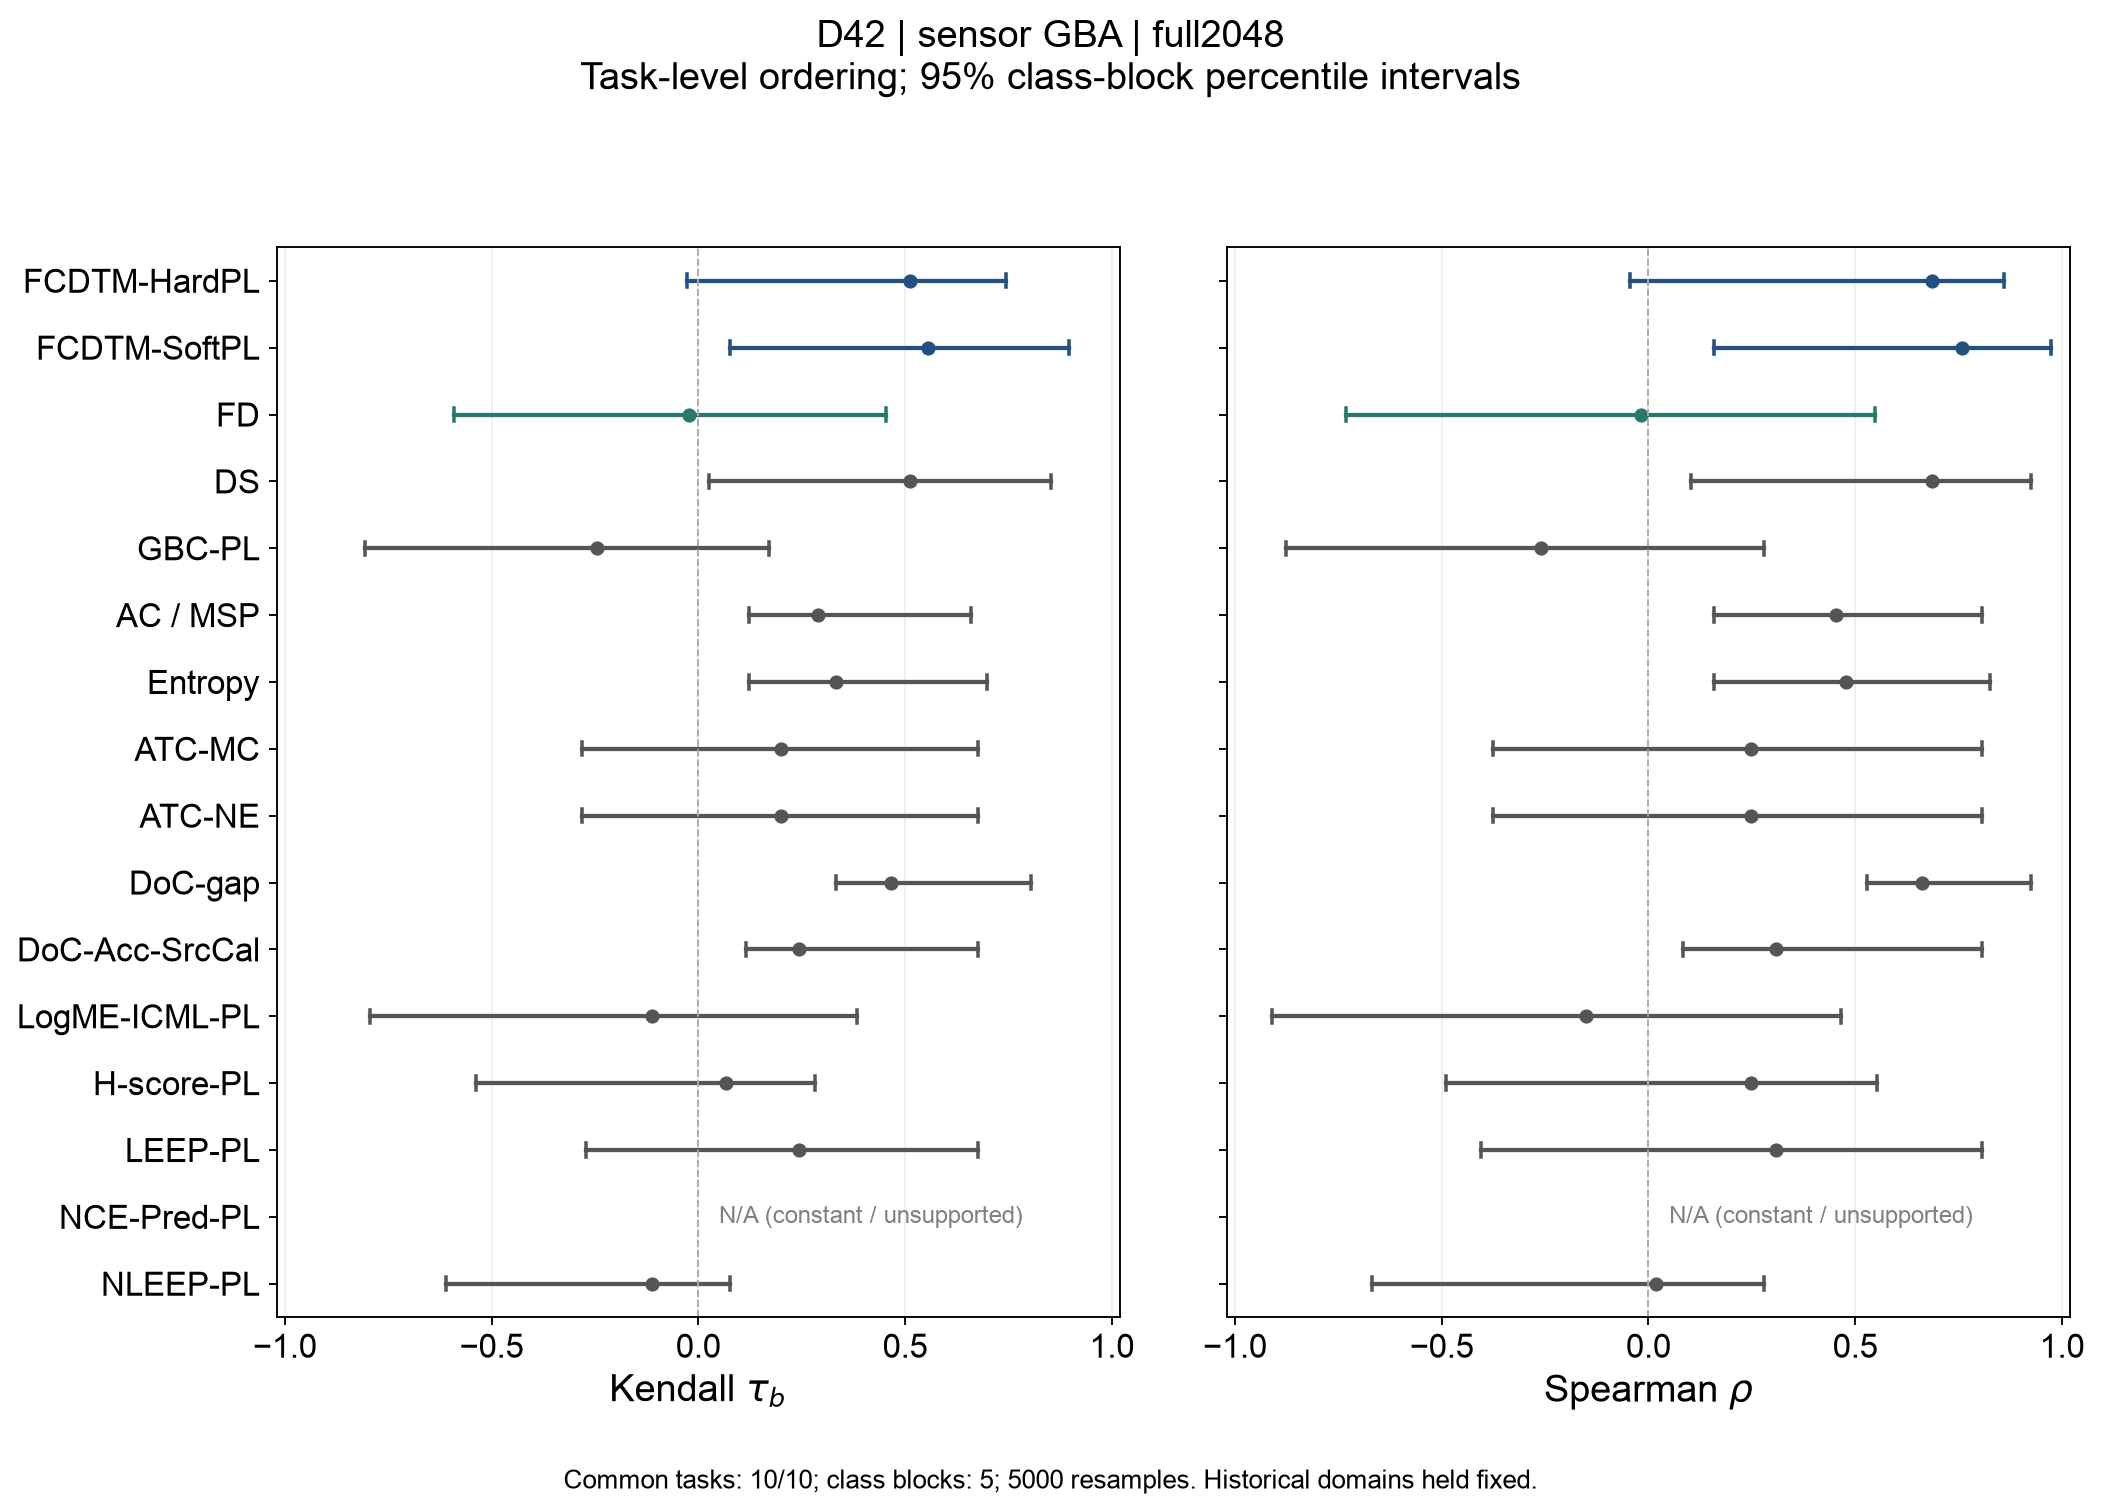 D42 | sensor GBA | full2048
Task-level ordering; 95% class-block percentile intervals
FCDTM-HardPL
FCDTM-SoftPL
FD
DS
GBC-PL
AC / MSP
Entropy
ATC-MC
ATC-NE
DoC-gap
DoC-Acc-SrcCal
LogME-ICML-PL
H-score-PL
LEEP-PL
NCE-Pred-PL
NLEEP-PL
N/A (constant / unsupported)
−1.0 −0.5 0.0 0.5 1.0
Kendall τ_b
N/A (constant / unsupported)
−1.0 −0.5 0.0 0.5 1.0
Spearman ρ
Common tasks: 10/10; class blocks: 5; 5000 resamples. Historical domains held fixed.